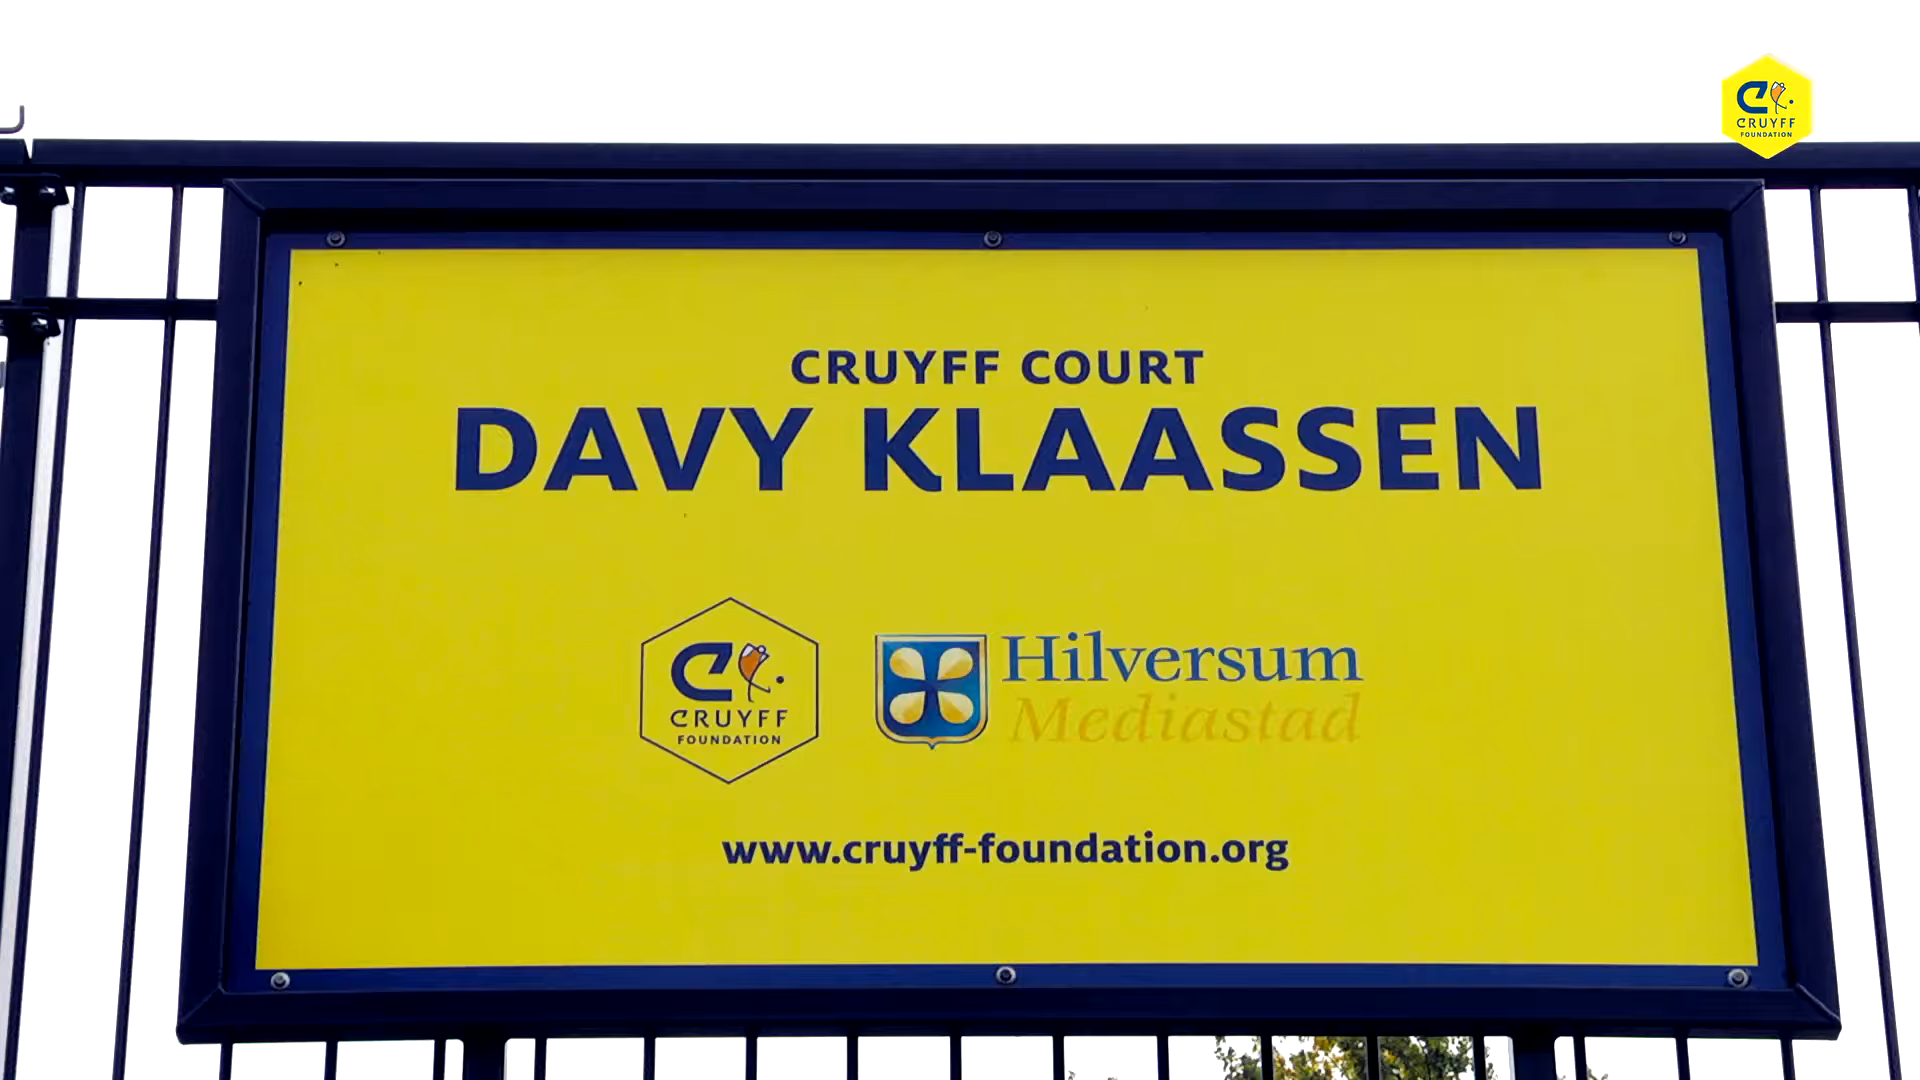 CRUYFF
FOUNDATION
CRUYFF COURT
DAVY KLAASSEN
CRUYFF
FOUNDATION
Hilversum
Mediastad
www.cruyff-foundation.org